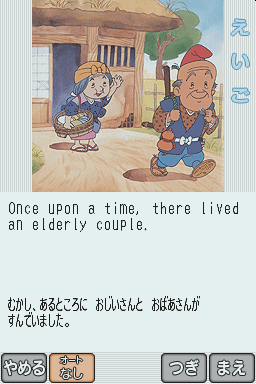 えいご
Once upon a time, there lived
an elderly couple.
むかし、あるところに おじいさんと おばあさんが
すんでいました。
やめる
オート
なし
つぎ
まえ